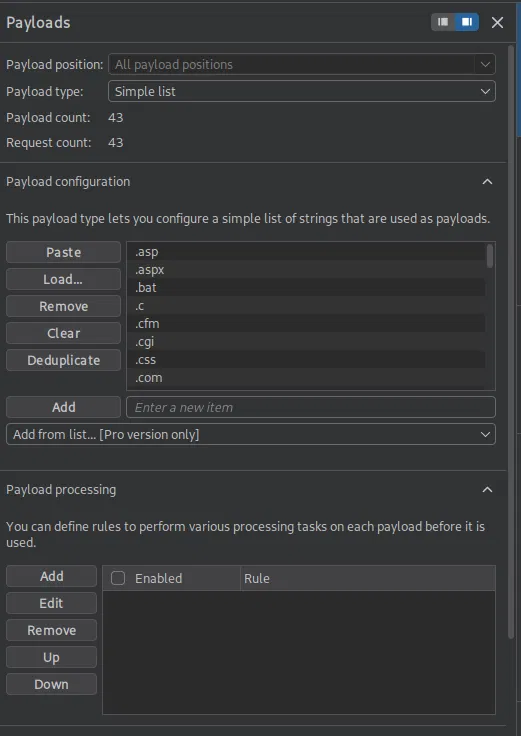 Payloads
Payload position: All payload positions
Payload type: Simple list
Payload count: 43
Request count: 43
Payload configuration
This payload type lets you configure a simple list of strings that are used as payloads.
Paste
Load...
Remove
Clear
Deduplicate
.asp
.aspx
.bat
.c
.cfm
.cgi
.css
.com
Add Enter a new item
Add from list... [Pro version only]
Payload processing
You can define rules to perform various processing tasks on each payload before it is
used.
Add
Edit
Remove
Up
Down
Enabled Rule